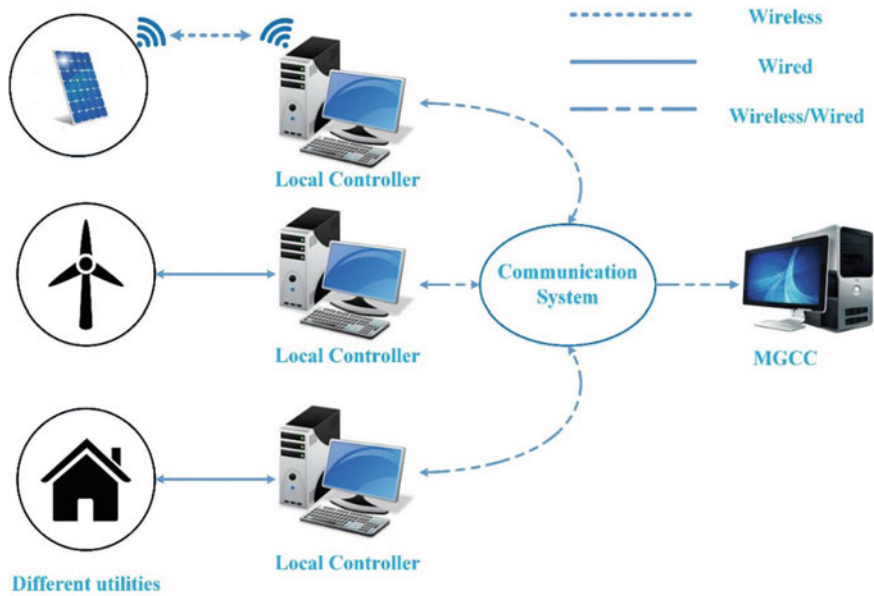 Wireless
Wired
Wireless/Wired
Local Controller
Local Controller
Communication
System
MGCC
Local Controller
Different utilities